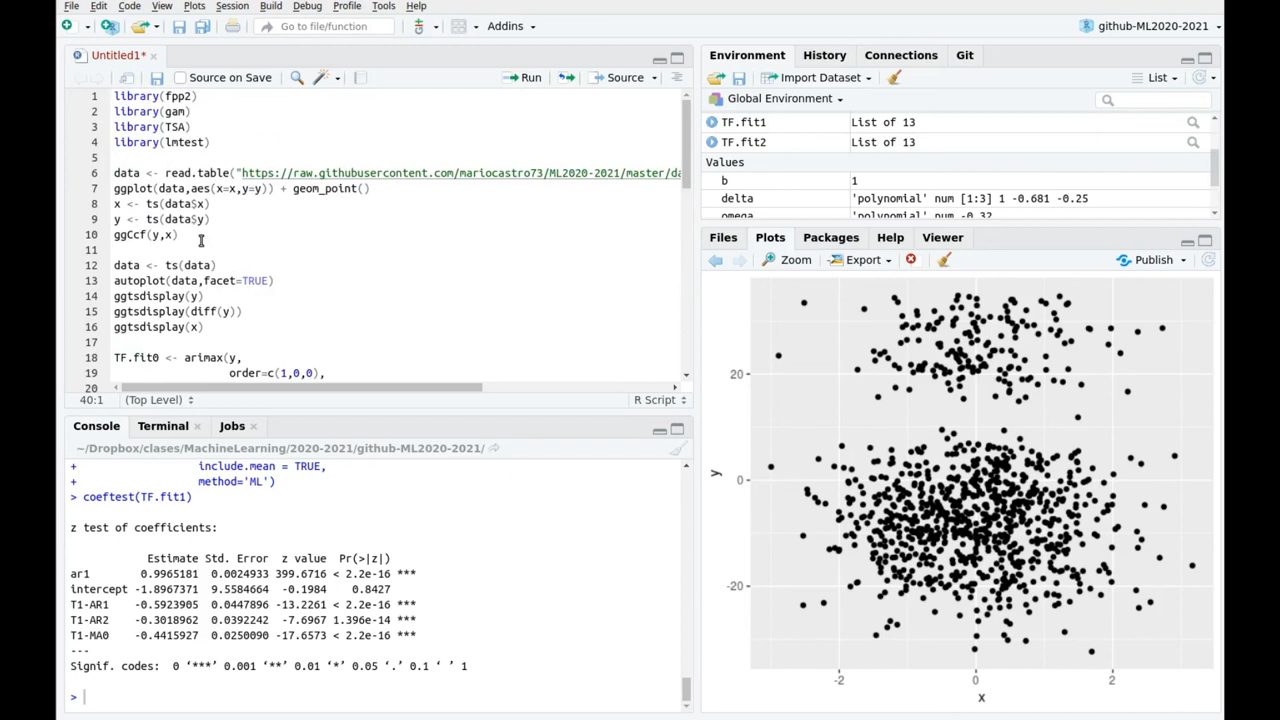 File Edit Code View Plots Session Build Debug Profile Tools Help
Go to file/function Addins github-ML2020-2021
Untitled1*
Source on Save Run Source
1 library(fpp2)
2 library(gam)
3 library(TSA)
4 library(lmtest)
5
6 data <- read.table("https://raw.githubusercontent.com/mariocastro73/ML2020-2021/master/da
7 ggplot(data,aes(x=x,y=y)) + geom_point()
8 x <- ts(data$x)
9 y <- ts(data$y)
10 ggCcf(y,x)
11
12 data <- ts(data)
13 autoplot(data,facet=TRUE)
14 ggtsdisplay(y)
15 ggtsdisplay(diff(y))
16 ggtsdisplay(x)
17
18 TF.fit0 <- arimax(y,
19 order=c(1,0,0),
20
40:1 (Top Level) R Script
Console Terminal Jobs
~/Dropbox/clases/MachineLearning/2020-2021/github-ML2020-2021/
+ include.mean = TRUE,
+ method='ML')
> coeftest(TF.fit1)
z test of coefficients:
Estimate Std. Error z value Pr(>|z|)
ar1 0.9965181 0.0024933 399.6716 < 2.2e-16 ***
intercept -1.8967371 9.5584664 -0.1984 0.8427
T1-AR1 -0.5923905 0.0447896 -13.2261 < 2.2e-16 ***
T1-AR2 -0.3018962 0.0392242 -7.6967 1.396e-14 ***
T1-MA0 -0.4415927 0.0250090 -17.6573 < 2.2e-16 ***
---
Signif. codes: 0 ‘***’ 0.001 ‘**’ 0.01 ‘*’ 0.05 ‘.’ 0.1 ‘ ’ 1
>
Environment History Connections Git
Import Dataset List
Global Environment
TF.fit1 List of 13
TF.fit2 List of 13
Values
b 1
delta 'polynomial' num [1:3] 1 -0.681 -0.25
omega 'polynomial' num -0.32
Files Plots Packages Help Viewer
Zoom Export Publish
20
0
-20
y
-2 0 2
x